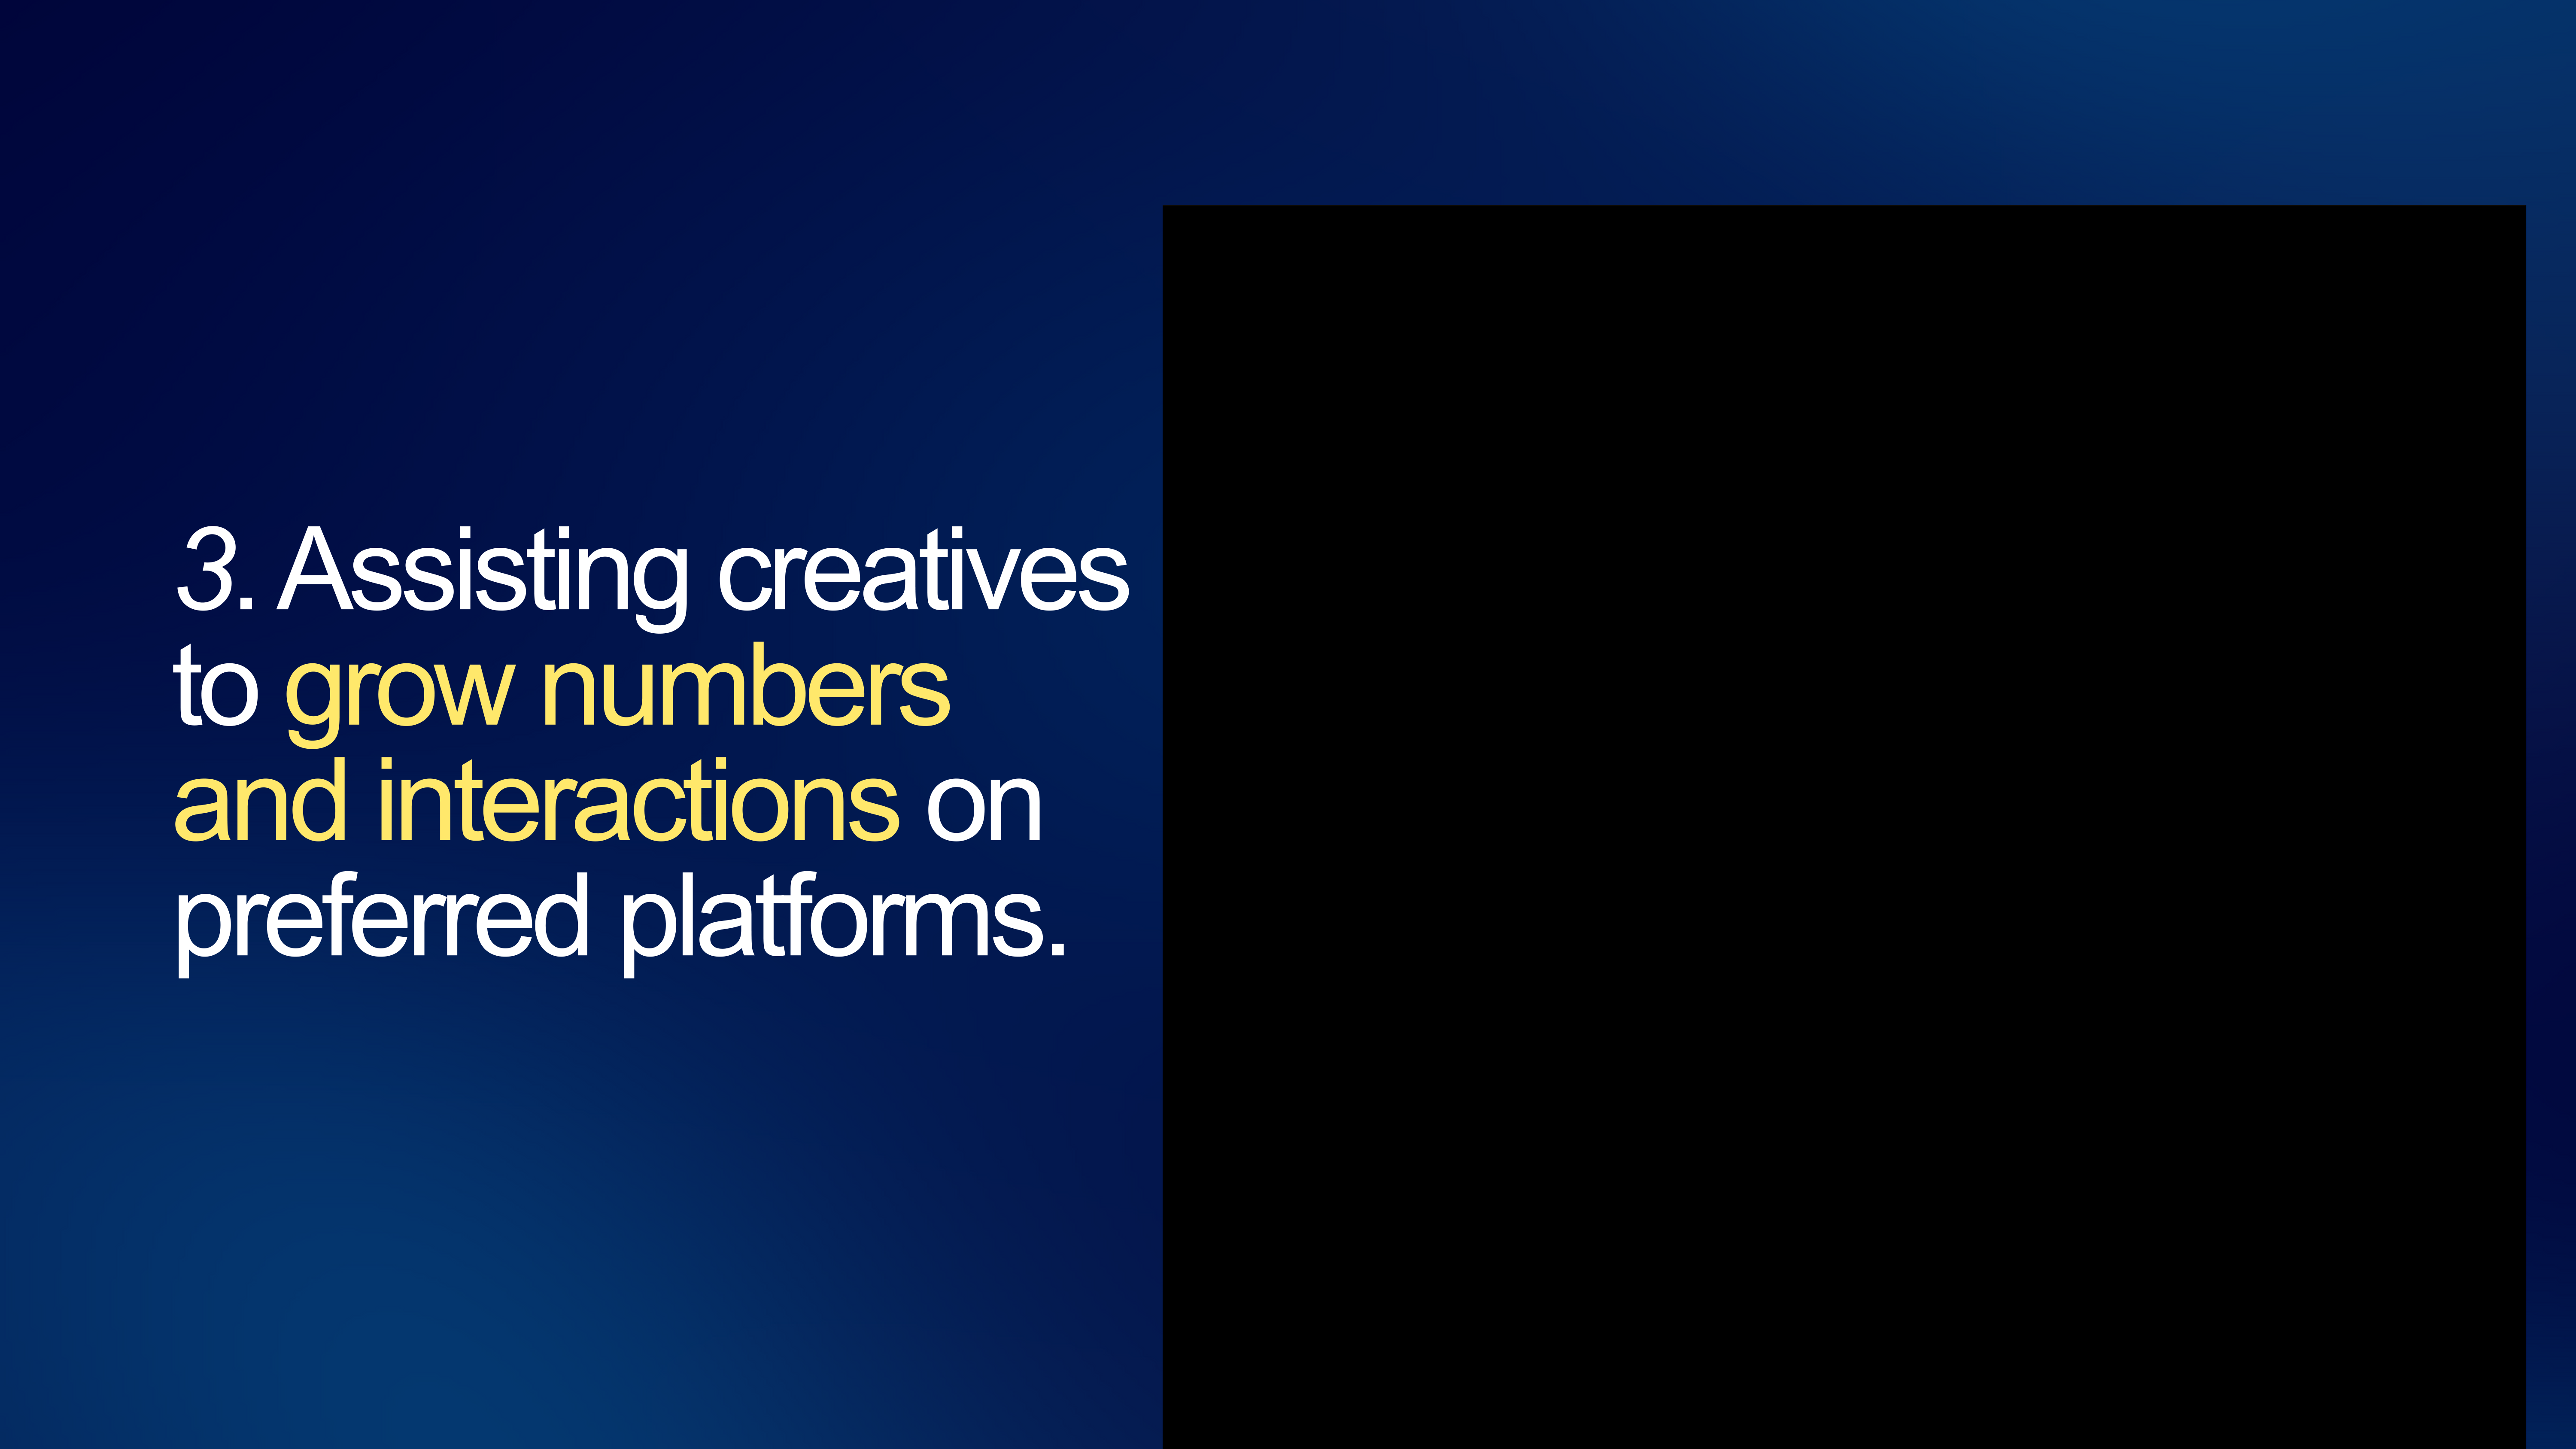 3. Assisting creatives
to grow numbers
and interactions on
preferred platforms.